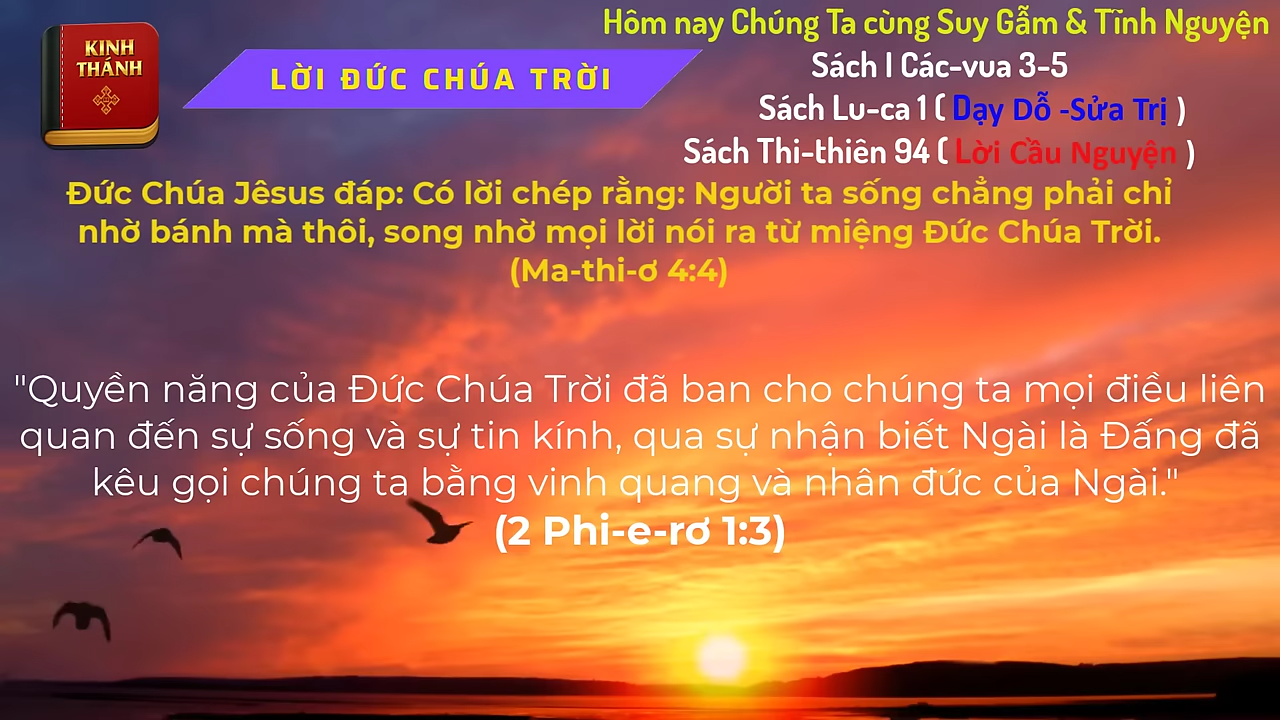 Hôm nay Chúng Ta cùng Suy Gẫm & Tĩnh Nguyện
KINH
THÁNH
LỜI ĐỨC CHÚA TRỜI
Sách I Các-vua 3-5
Sách Lu-ca 1 ( Dạy Dỗ -Sửa Trị )
Sách Thi-thiên 94 ( Lời Cầu Nguyện )
Đức Chúa Jêsus đáp: Có lời chép rằng: Người ta sống chẳng phải chỉ
nhờ bánh mà thôi, song nhờ mọi lời nói ra từ miệng Đức Chúa Trời.
(Ma-thi-ơ 4:4)
"Quyền năng của Đức Chúa Trời đã ban cho chúng ta mọi điều liên
quan đến sự sống và sự tin kính, qua sự nhận biết Ngài là Đấng đã
kêu gọi chúng ta bằng vinh quang và nhân đức của Ngài."
(2 Phi-e-rơ 1:3)